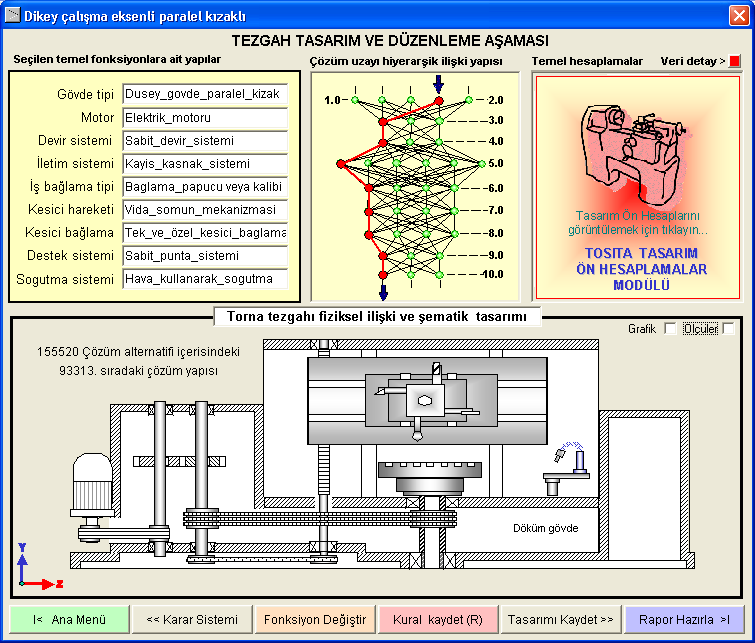 Dikey çalışma eksenli paralel kızaklı
TEZGAH TASARIM VE DÜZENLEME AŞAMASI
Seçilen temel fonksiyonlara ait yapılar
Çözüm uzayı hiyerarşik ilişki yapısı
Temel hesaplamalar
Veri detay >
Gövde tipi Dusey_govde_paralel_kizak
Motor Elektrik_motoru
Devir sistemi Sabit_devir_sistemi
İletim sistemi Kayis_kasnak_sistemi
İş bağlama tipi Baglama_papucu veya kalibi
Kesici hareketi Vida_somun_mekanizmasi
Kesici bağlama Tek_ve_özel_kesici_baglama
Destek sistemi Sabit_punta_sistemi
Sogutma sistemi Hava_kullanarak_sogutma
1.0
2.0
3.0
4.0
5.0
6.0
7.0
8.0
9.0
10.0
Tasarım Ön Hesaplarını
görüntülemek için tıklayın...
TOSITA TASARIM
ÖN HESAPLAMALAR
MODÜLÜ
Torna tezgahı fiziksel ilişki ve şematik tasarımı
Grafik
Ölçüler
155520 Çözüm alternatifi içerisindeki
93313. sıradaki çözüm yapısı
Döküm gövde
Y
Z
I< Ana Menü
<< Karar Sistemi
Fonksiyon Değiştir
Kural kaydet (R)
Tasarımı Kaydet >>
Rapor Hazırla >I